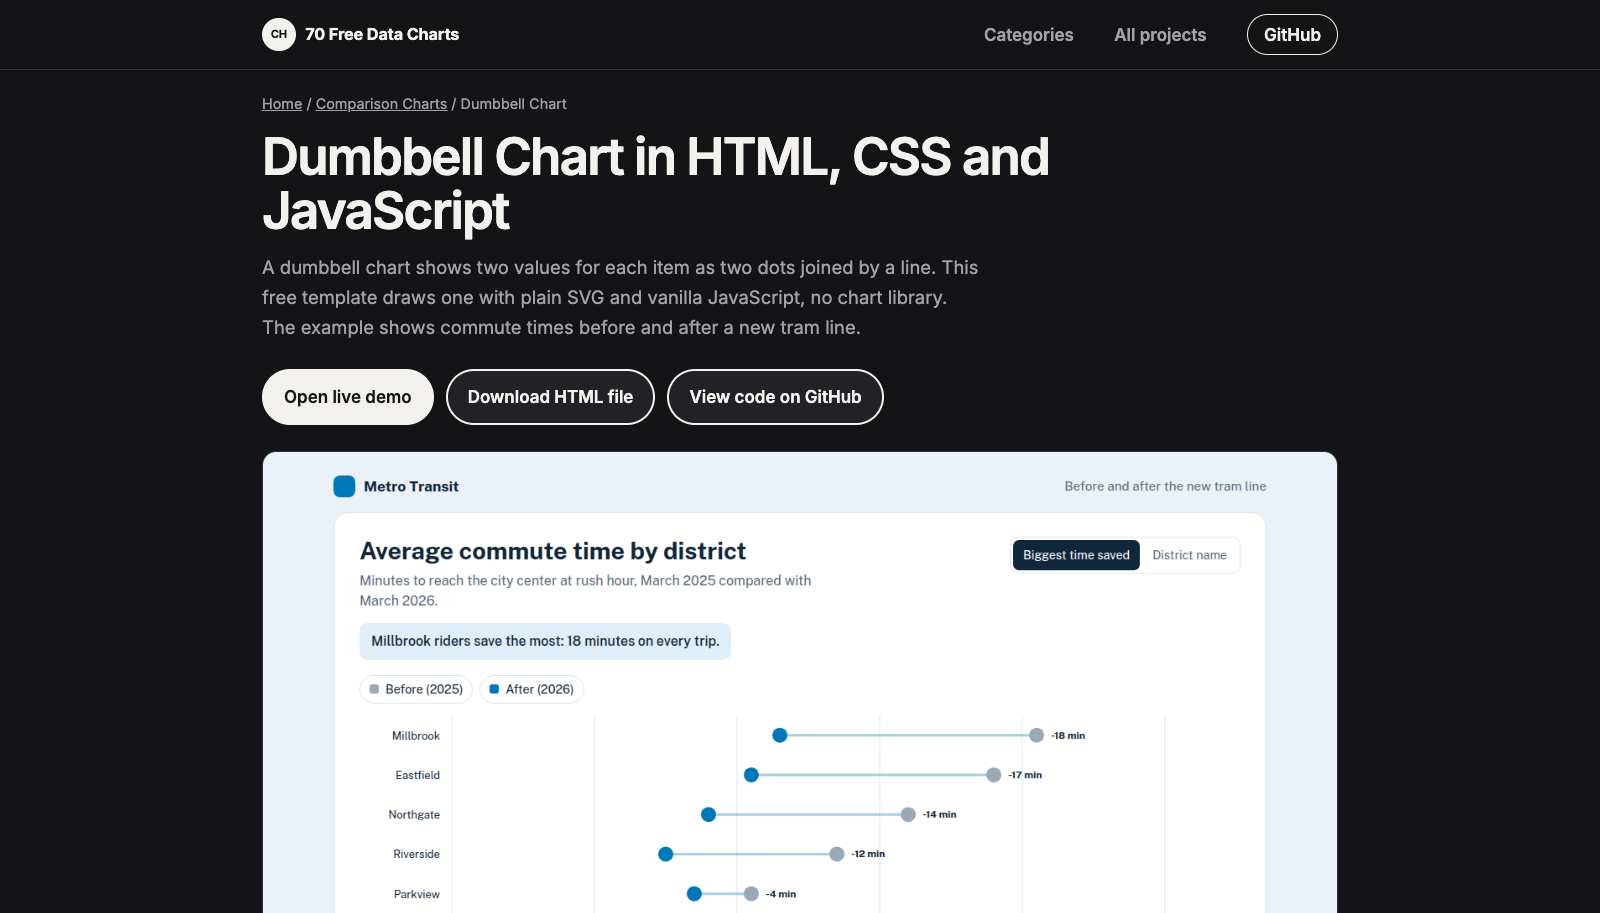 CH
70 Free Data Charts
Categories
All projects
GitHub
Home / Comparison Charts / Dumbbell Chart
Dumbbell Chart in HTML, CSS and
JavaScript
A dumbbell chart shows two values for each item as two dots joined by a line. This
free template draws one with plain SVG and vanilla JavaScript, no chart library.
The example shows commute times before and after a new tram line.
Open live demo
Download HTML file
View code on GitHub
Metro Transit
Before and after the new tram line
Average commute time by district
Biggest time saved
District name
Minutes to reach the city center at rush hour, March 2025 compared with
March 2026.
Millbrook riders save the most: 18 minutes on every trip.
Before (2025)
After (2026)
Millbrook
-18 min
Eastfield
-17 min
Northgate
-14 min
Riverside
-12 min
Parkview
-4 min